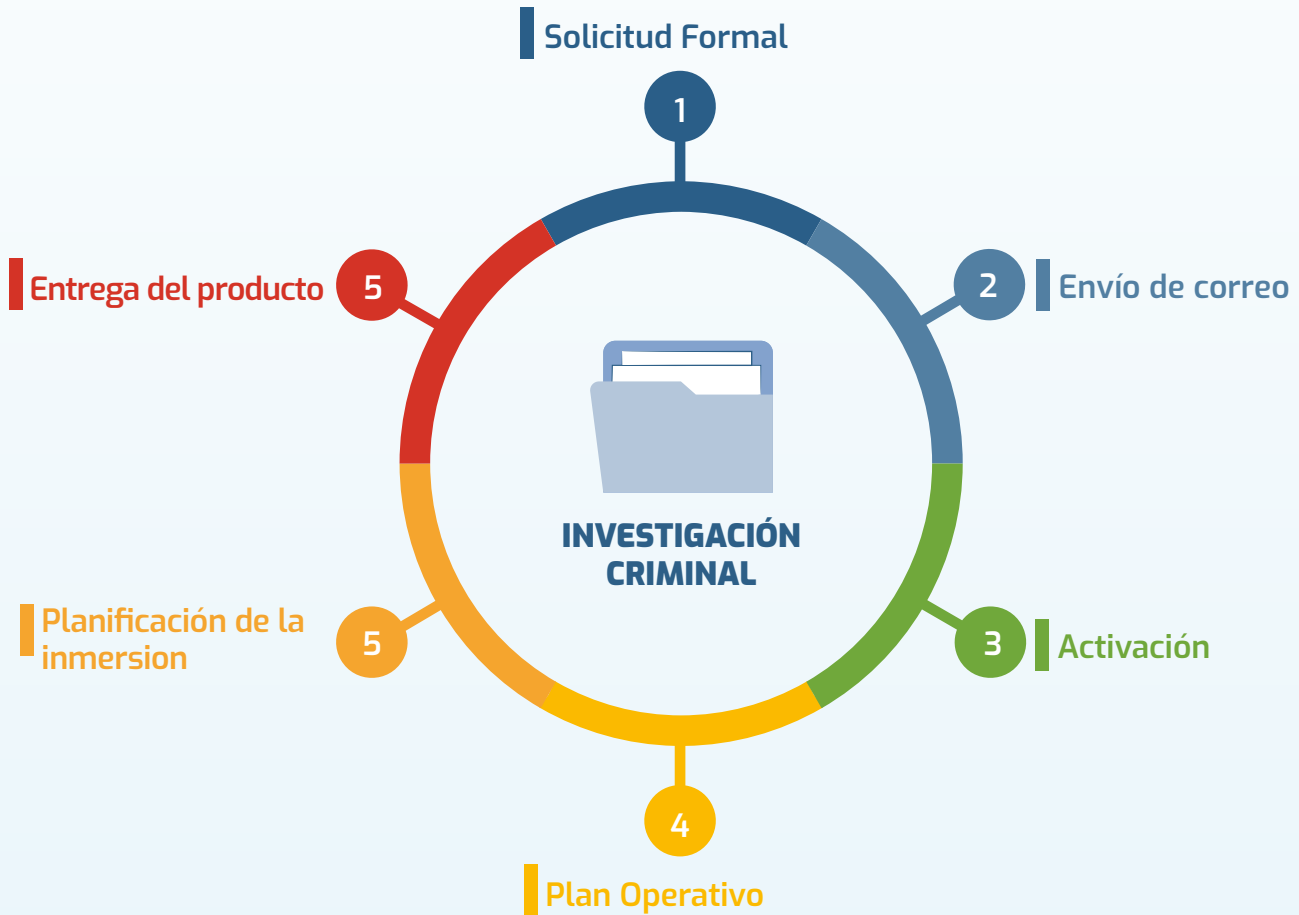 Solicitud Formal
1
2
Envío de correo
3
Activación
4
Plan Operativo
5
Planificación de la
inmersion
5
Entrega del producto
INVESTIGACIÓN
CRIMINAL